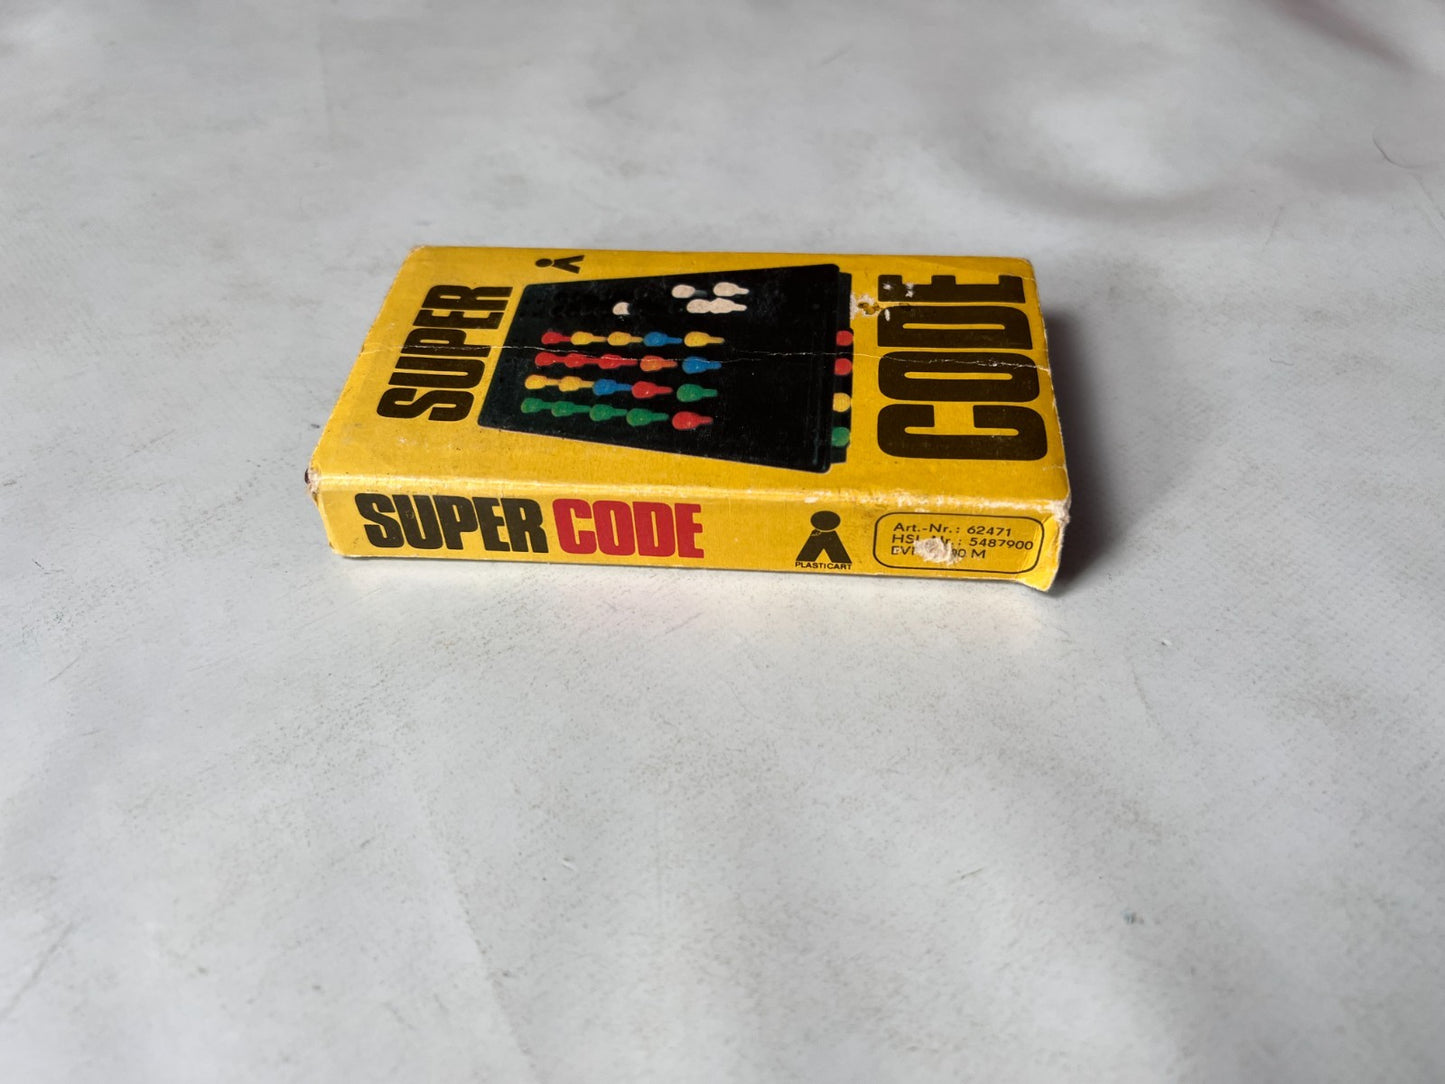 SUPER
CODE
SUPER CODE
PLASTICART
Art.-Nr.: 62471
5487900
M